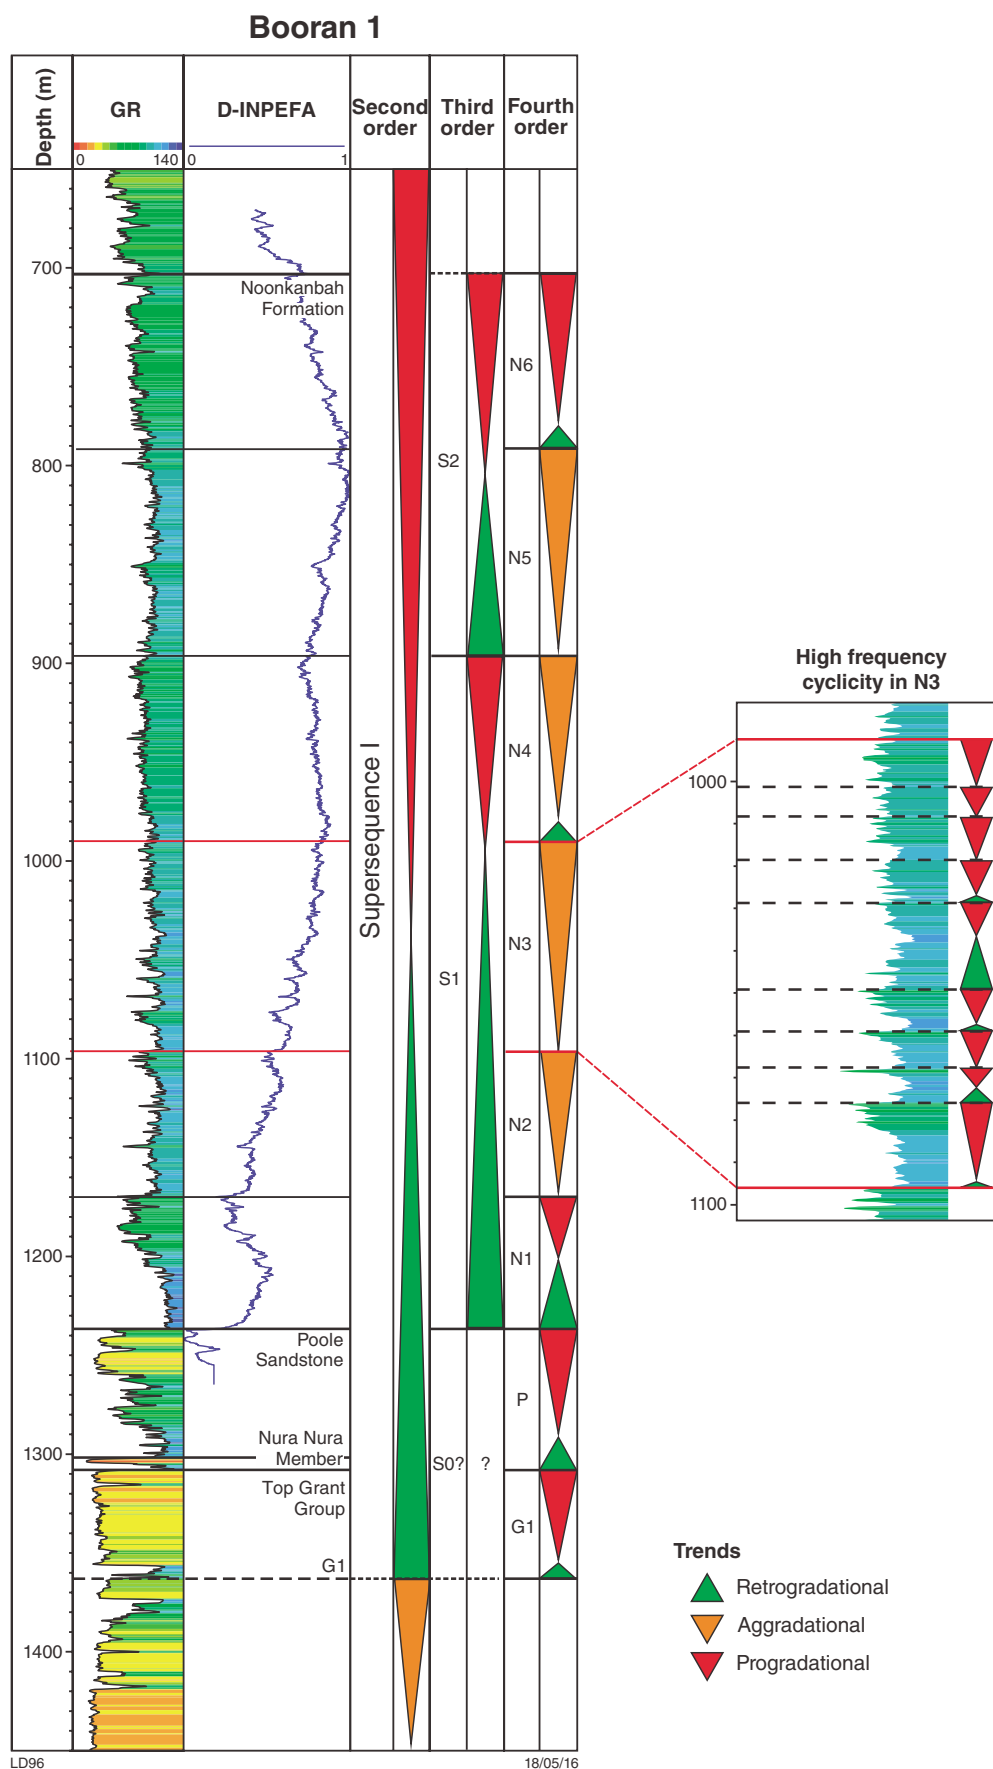 Booran 1
Depth (m)
GR
D-INPEFA
Second
order
Third
order
Fourth
order
0
140
0
1
700
Noonkanbah
Formation
N6
800
S2
N5
900
High frequency
cyclicity in N3
N4
Supersequence I
1000
1000
N3
S1
1100
N2
1100
1200
N1
Poole
Sandstone
P
Nura Nura
Member
1300
S0?
?
Top Grant
Group
G1
G1
Trends
Retrogradational
Aggradational
Progradational
1400
LD96
18/05/16